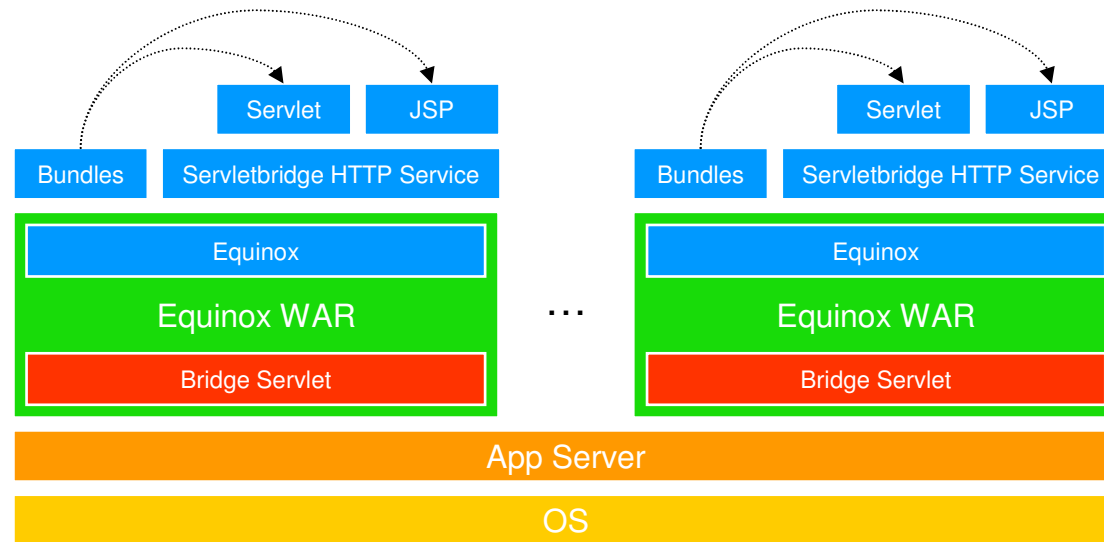 Servlet JSP Servlet JSP
Bundles Servletbridge HTTP Service Bundles Servletbridge HTTP Service
Equinox Equinox
Equinox WAR ... Equinox WAR
Bridge Servlet Bridge Servlet
App Server
OS